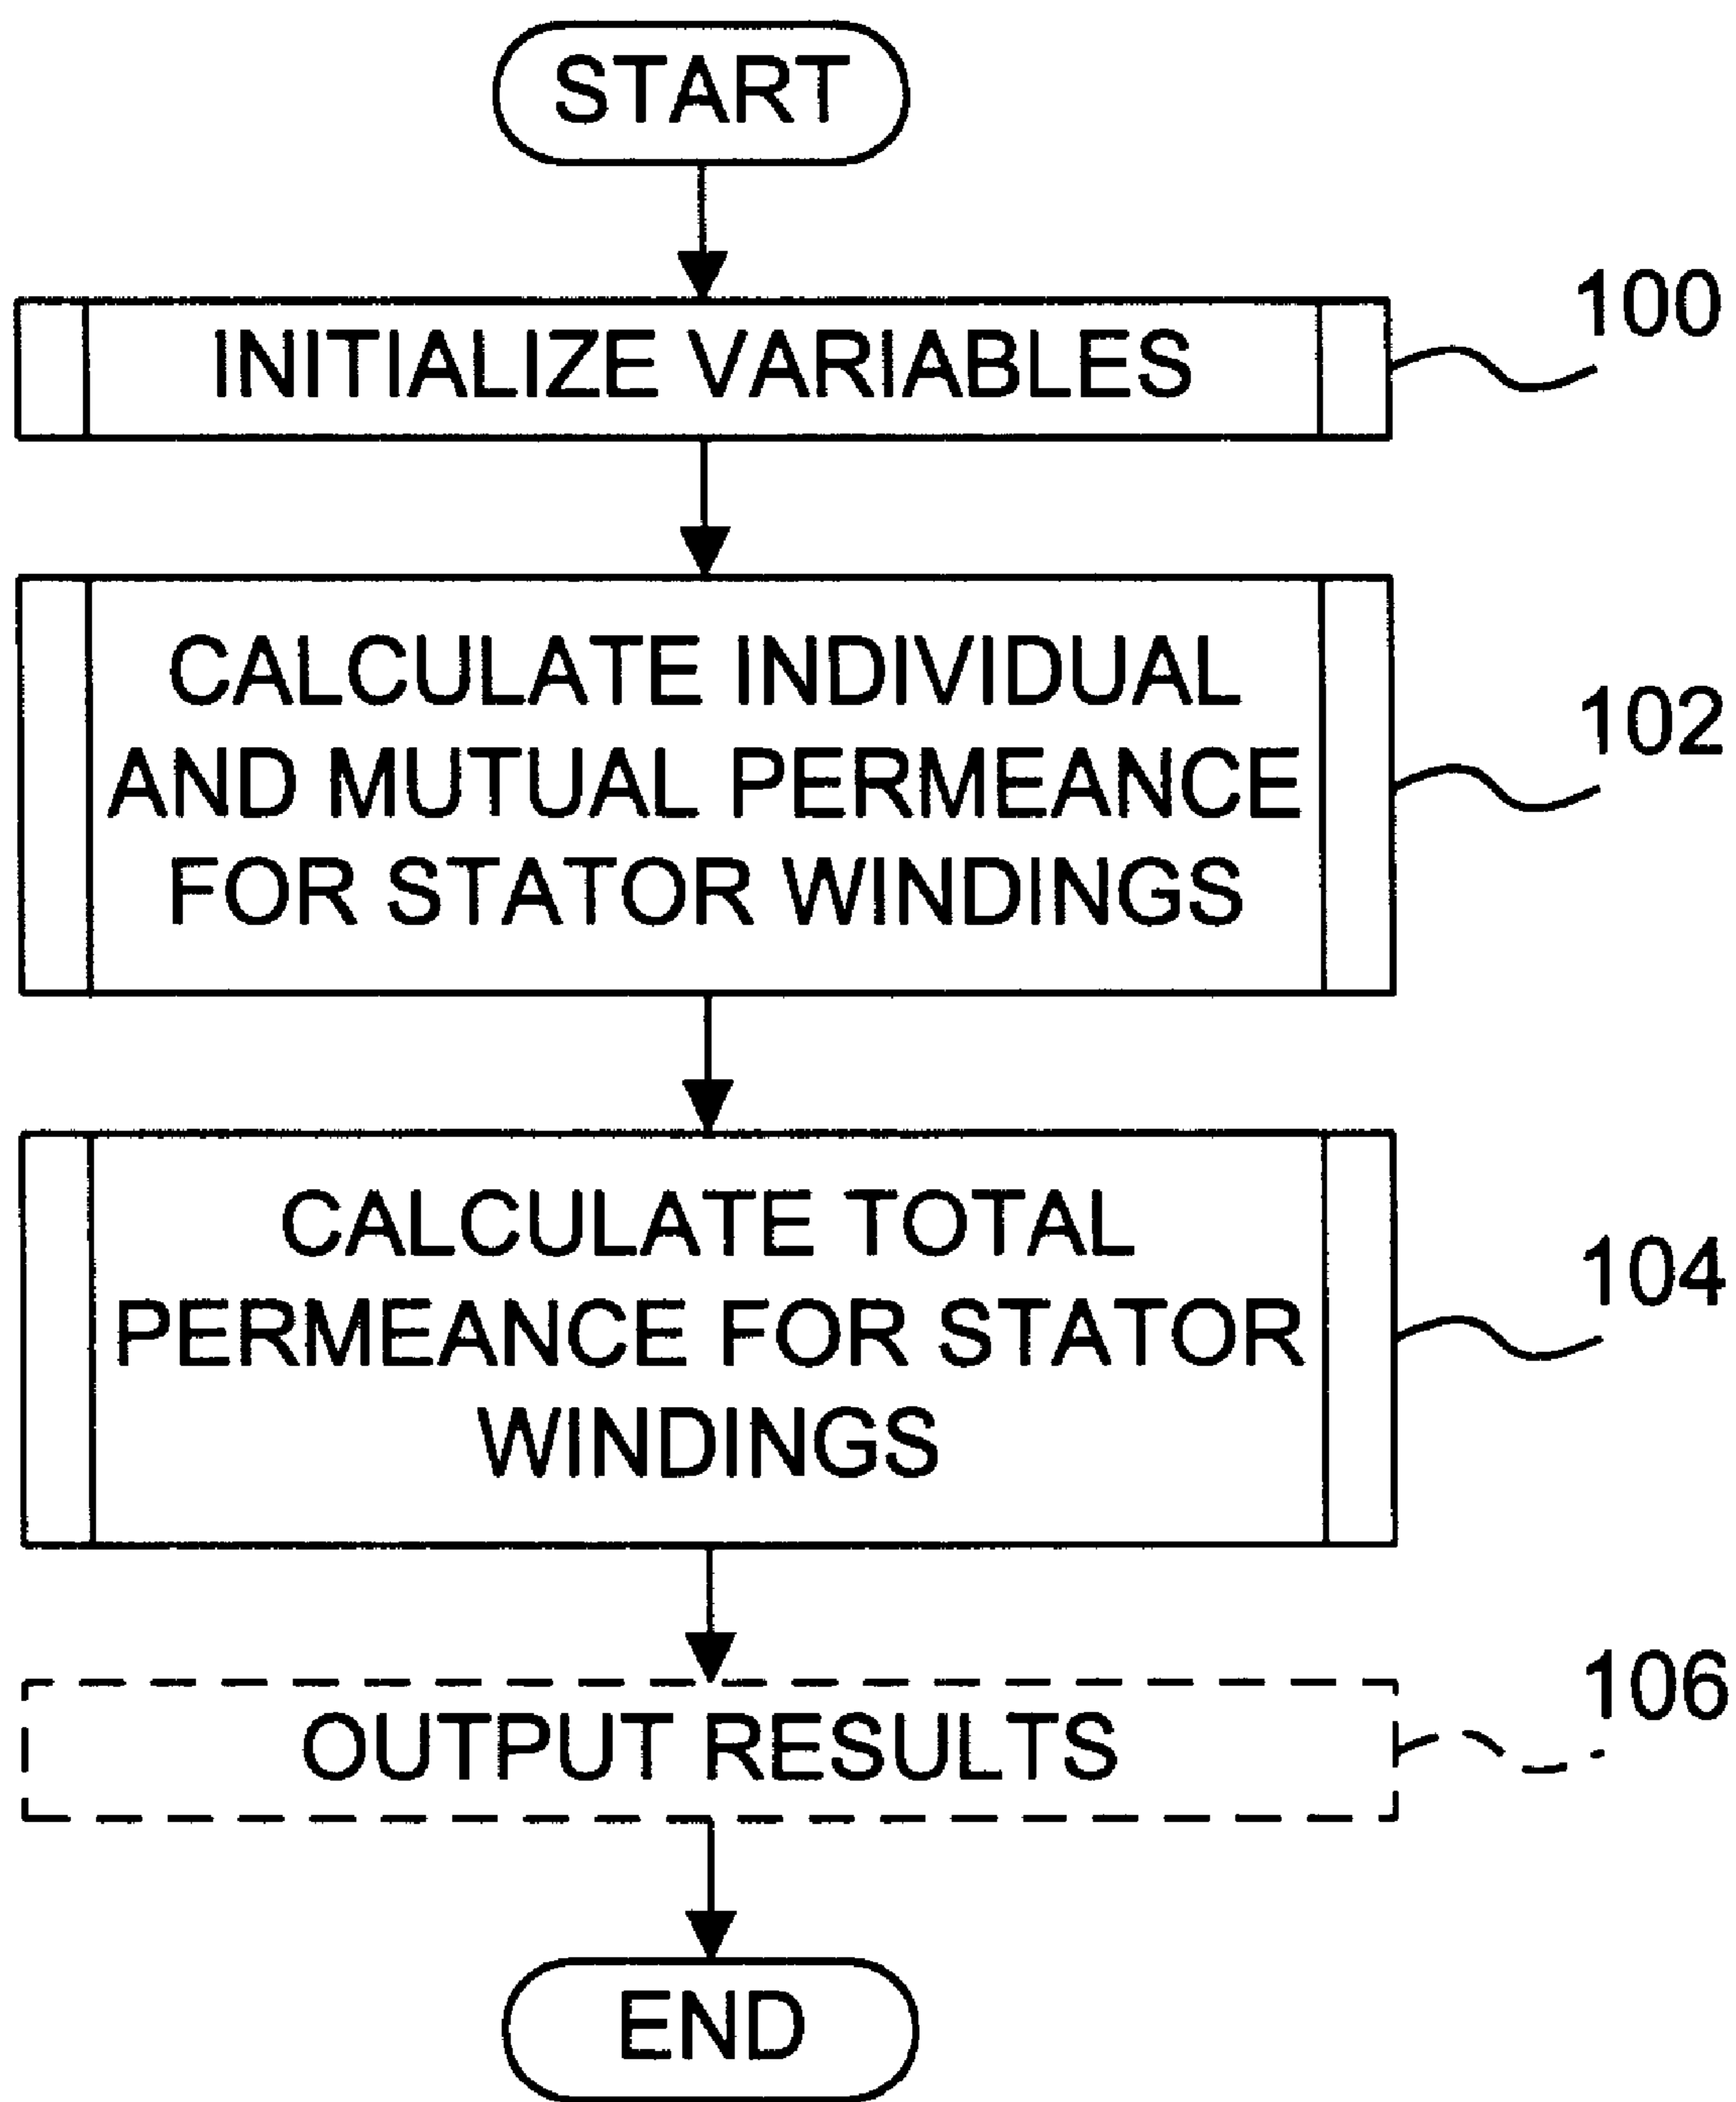 START
INITIALIZE VARIABLES
100
CALCULATE INDIVIDUAL
AND MUTUAL PERMEANCE
FOR STATOR WINDINGS
102
CALCULATE TOTAL
PERMEANCE FOR STATOR
WINDINGS
104
OUTPUT RESULTS
106
END